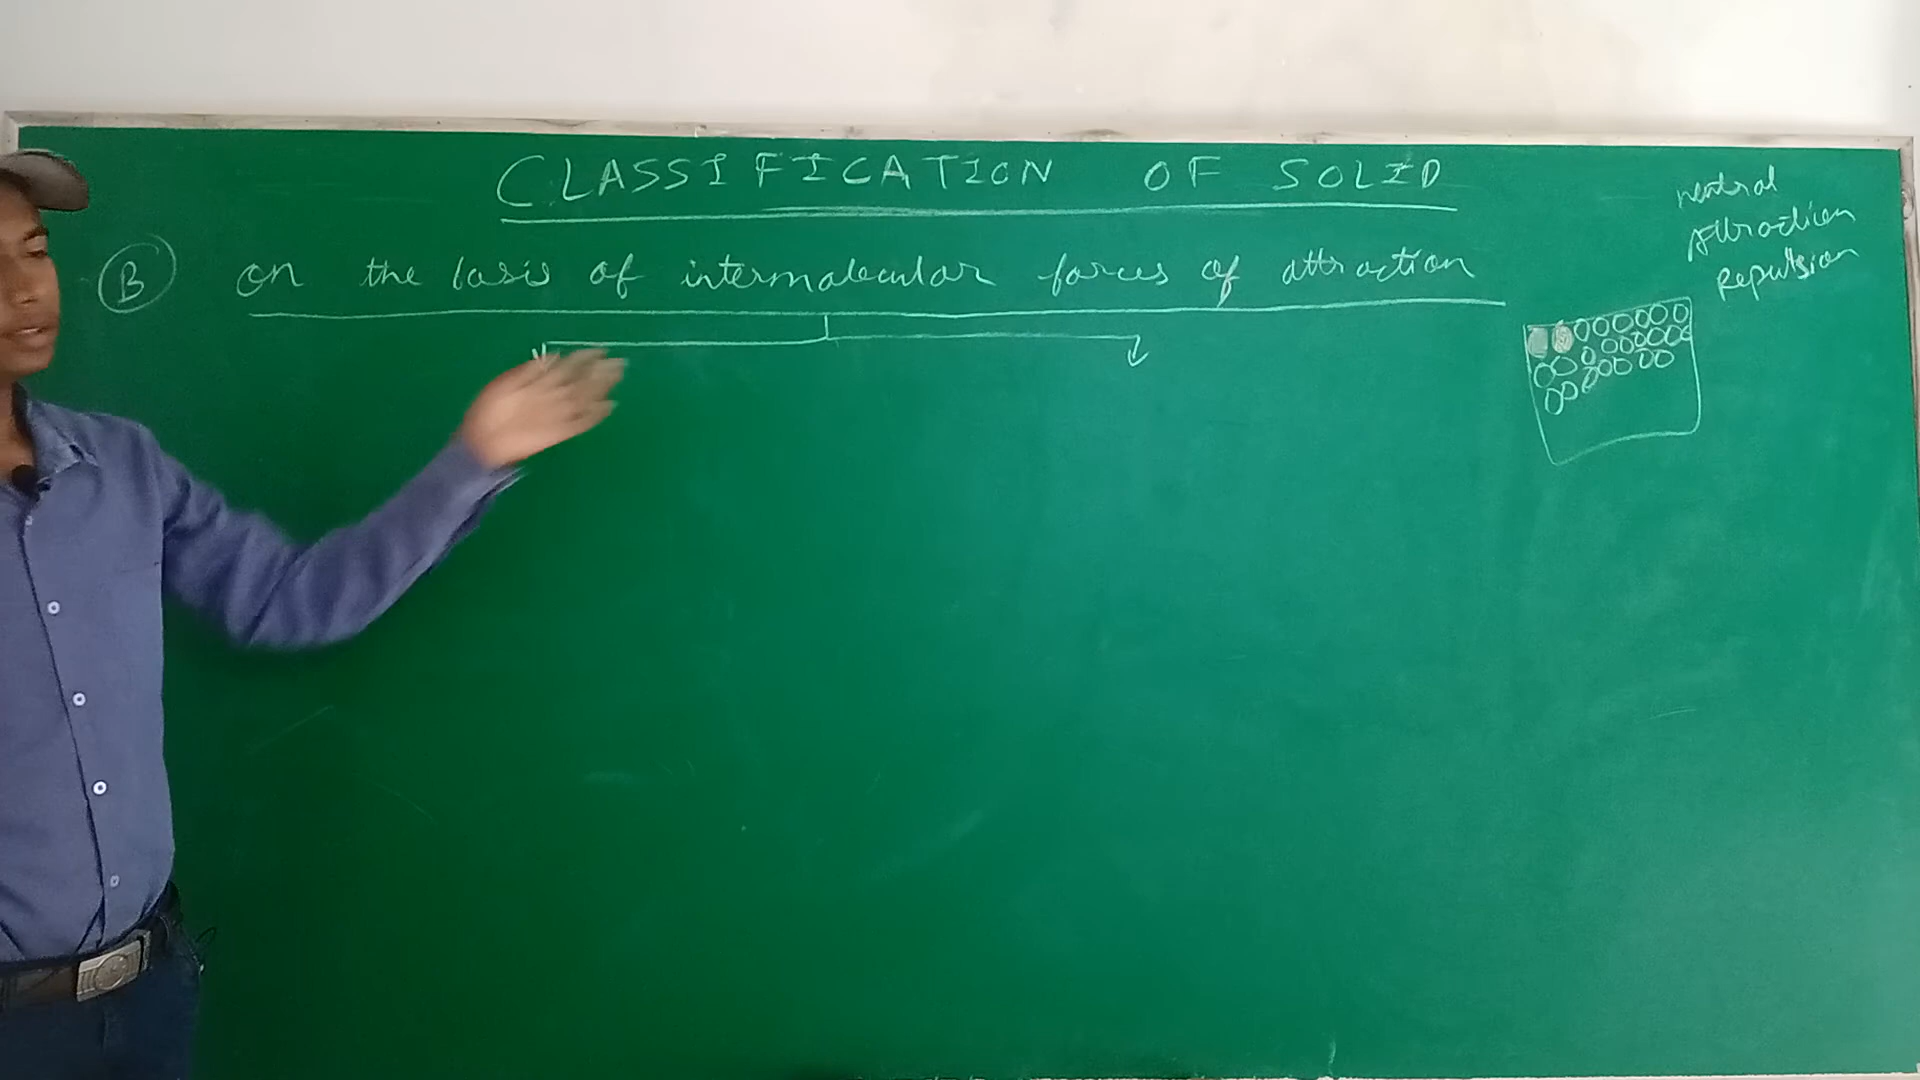 CLASSIFICATION OF SOLID
neutral
Attraction
Repulsion
B on the basis of intermolecular forces of attraction